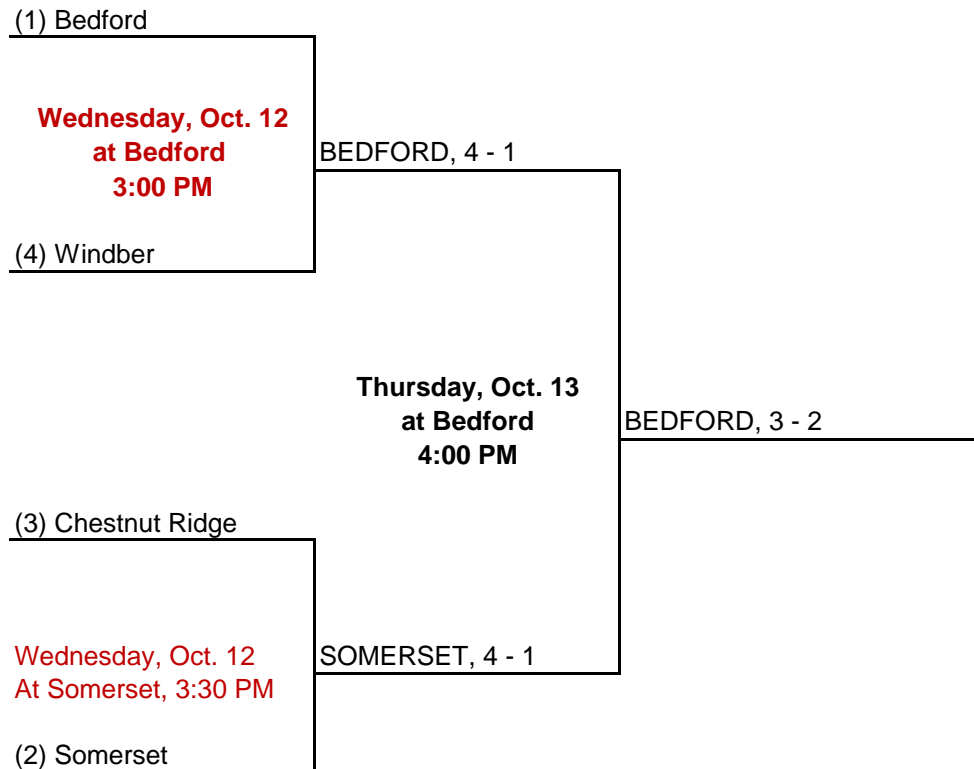 (1) Bedford
Wednesday, Oct. 12
at Bedford
3:00 PM
BEDFORD, 4 - 1
(4) Windber
Thursday, Oct. 13
at Bedford
4:00 PM
BEDFORD, 3 - 2
(3) Chestnut Ridge
Wednesday, Oct. 12
At Somerset, 3:30 PM
SOMERSET, 4 - 1
(2) Somerset